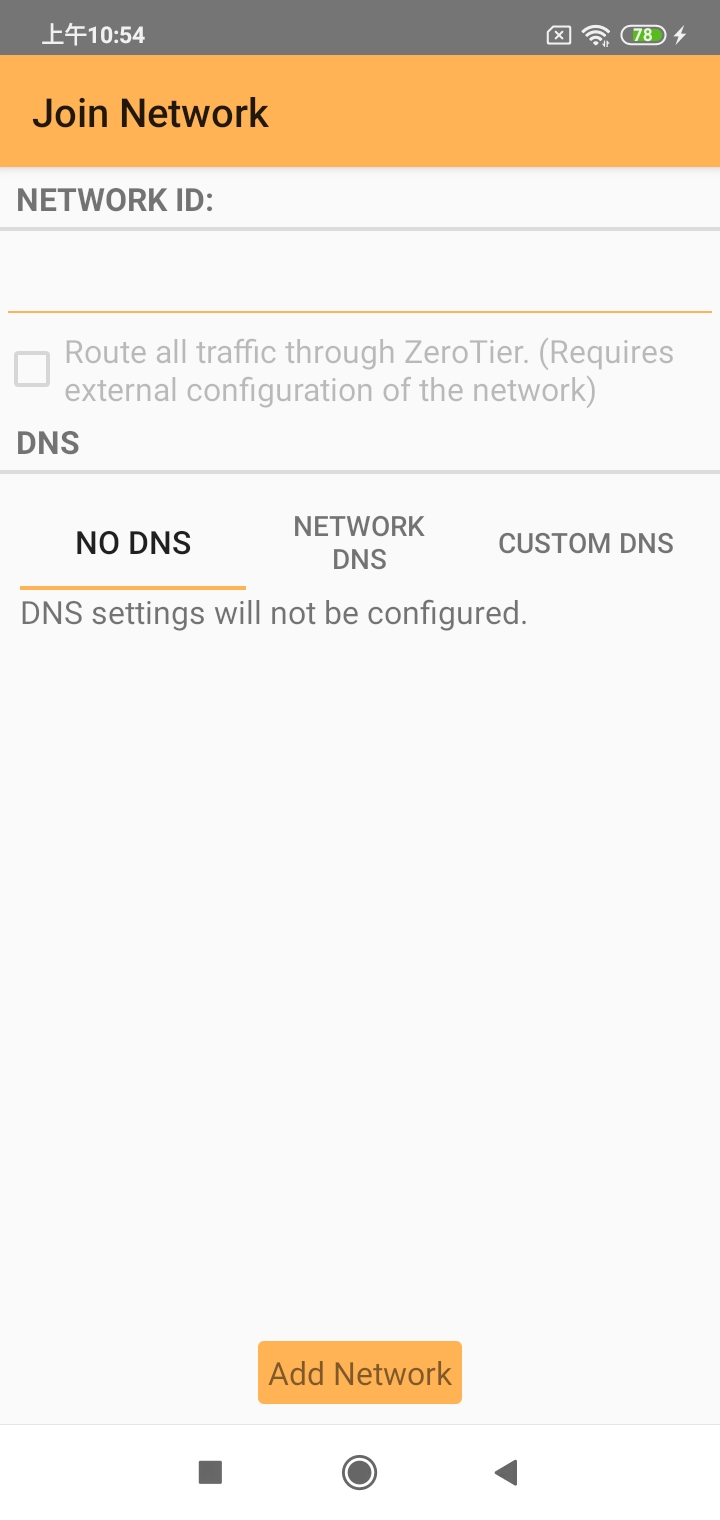 上午10:54
78
Join Network
NETWORK ID:
Route all traffic through ZeroTier. (Requires
external configuration of the network)
DNS
NO DNS
NETWORK
DNS
CUSTOM DNS
DNS settings will not be configured.
Add Network